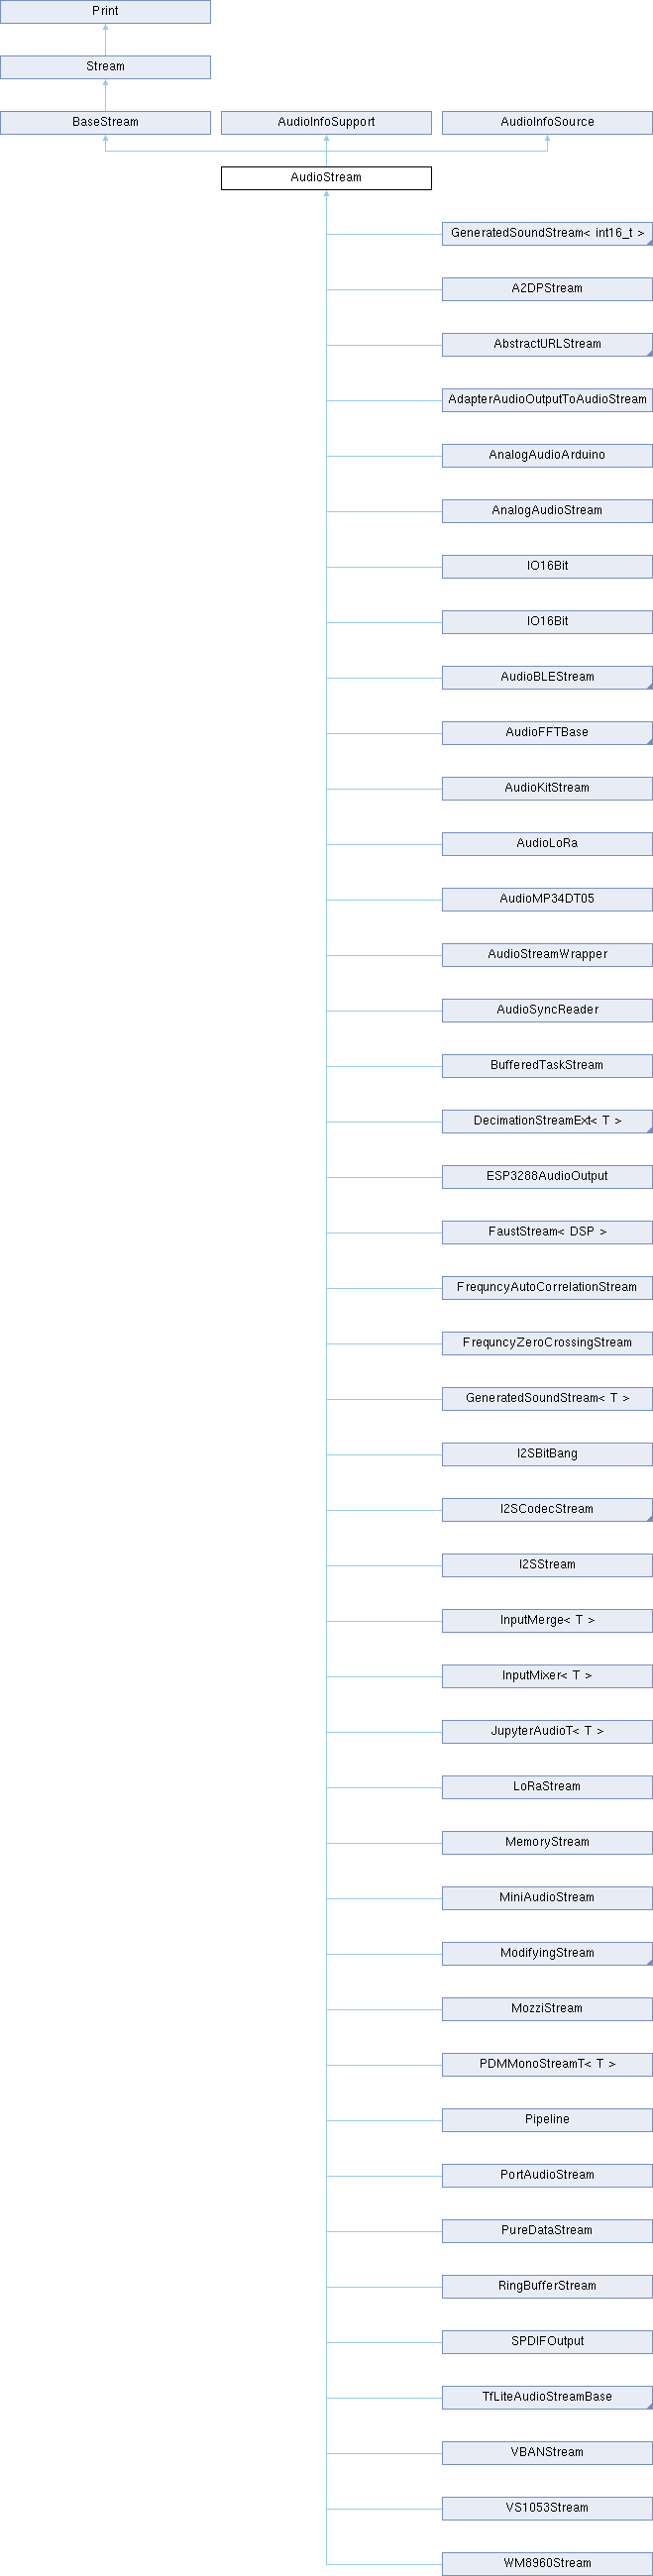 Print
Stream
BaseStream
AudioInfoSupport
AudioInfoSource
AudioStream
GeneratedSoundStream< int16_t >
A2DPStream
AbstractURLStream
AdapterAudioOutputToAudioStream
AnalogAudioArduino
AnalogAudioStream
IO16Bit
IO16Bit
AudioBLEStream
AudioFFTBase
AudioKitStream
AudioLoRa
AudioMP34DT05
AudioStreamWrapper
AudioSyncReader
BufferedTaskStream
DecimationStreamExt< T >
ESP3288AudioOutput
FaustStream< DSP >
FrequncyAutoCorrelationStream
FrequncyZeroCrossingStream
GeneratedSoundStream< T >
I2SBitBang
I2SCodecStream
I2SStream
InputMerge< T >
InputMixer< T >
JupyterAudioT< T >
LoRaStream
MemoryStream
MiniAudioStream
ModifyingStream
MozziStream
PDMMonoStreamT< T >
Pipeline
PortAudioStream
PureDataStream
RingBufferStream
SPDIFOutput
TfLiteAudioStreamBase
VBANStream
VS1053Stream
WM8960Stream